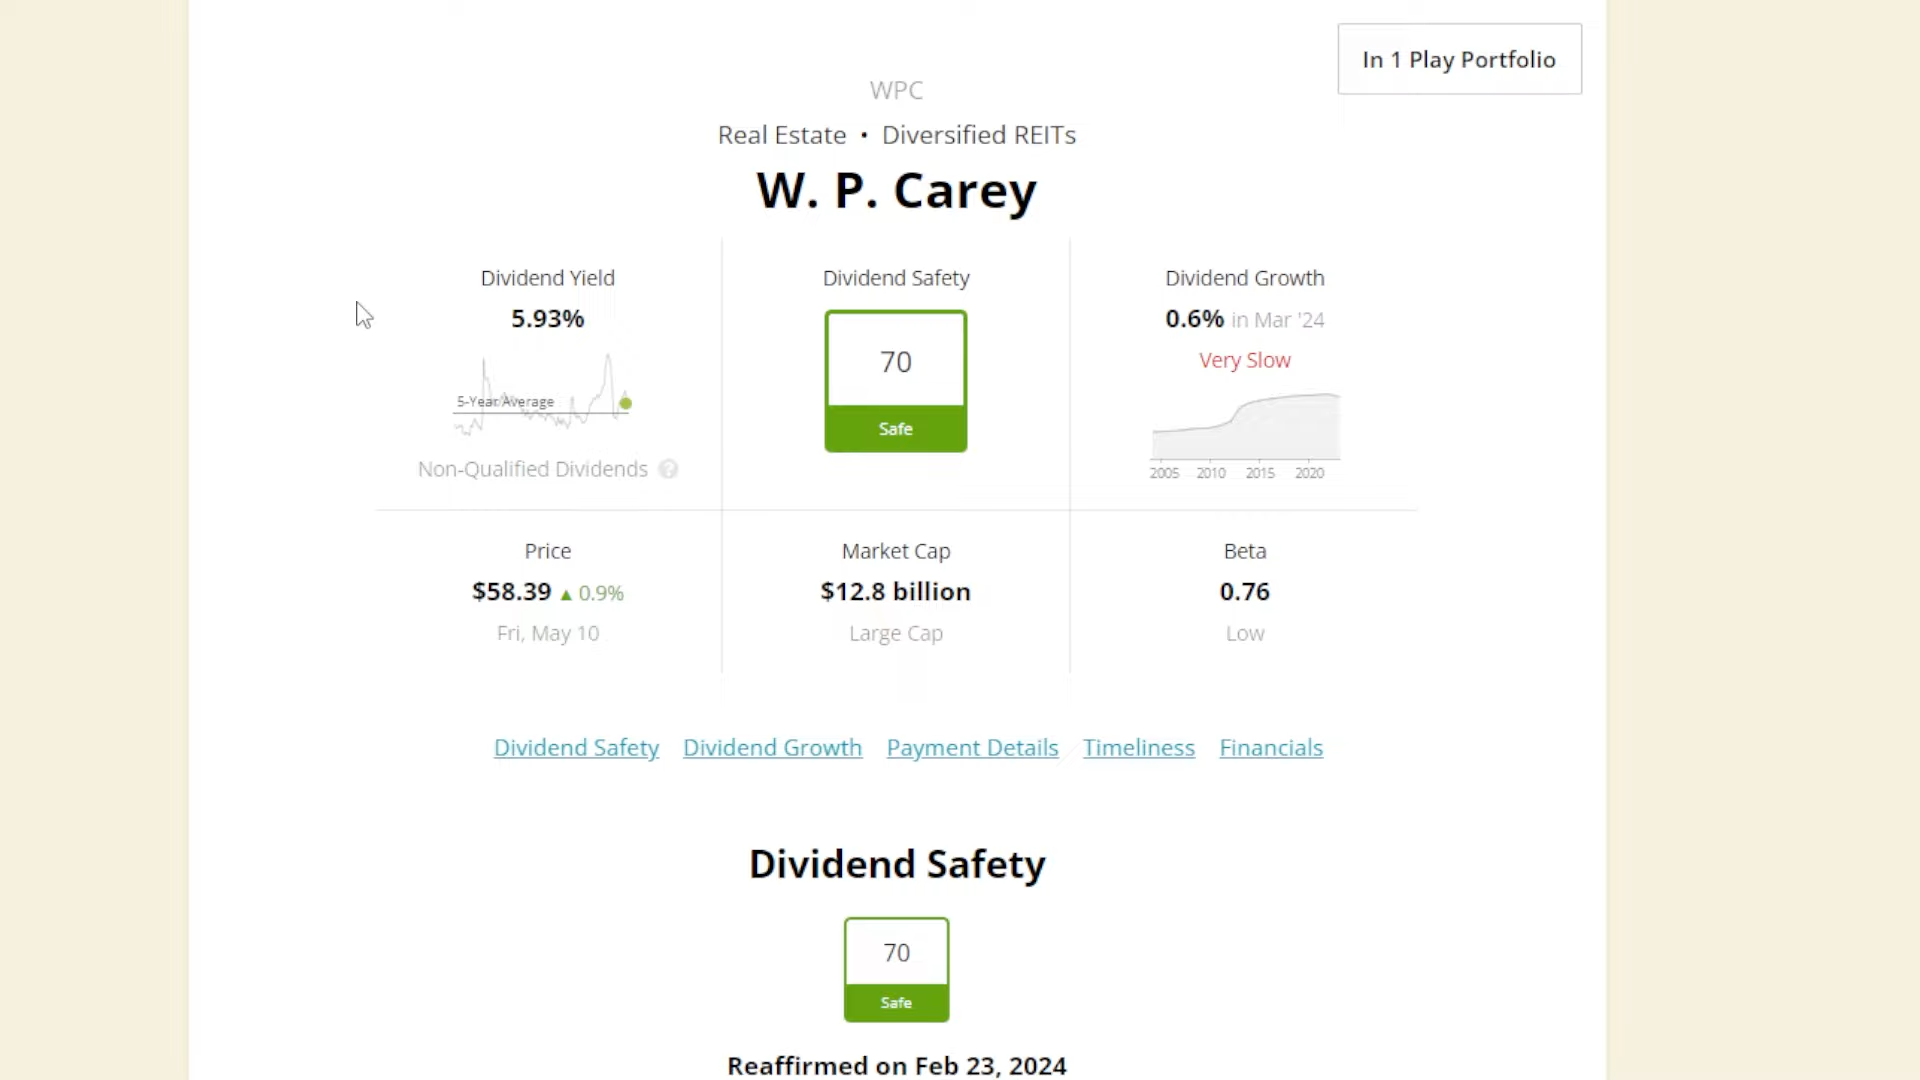 In 1 Play Portfolio
WPC
Real Estate • Diversified REITs
W. P. Carey
Dividend Yield
5.93%
5-Year Average
Non-Qualified Dividends ?
Dividend Safety
70
Safe
Dividend Growth
0.6% in Mar '24
Very Slow
2005 2010 2015 2020
Price
$58.39 ▲ 0.9%
Fri, May 10
Market Cap
$12.8 billion
Large Cap
Beta
0.76
Low
Dividend Safety Dividend Growth Payment Details Timeliness Financials
Dividend Safety
70
Safe
Reaffirmed on Feb 23, 2024